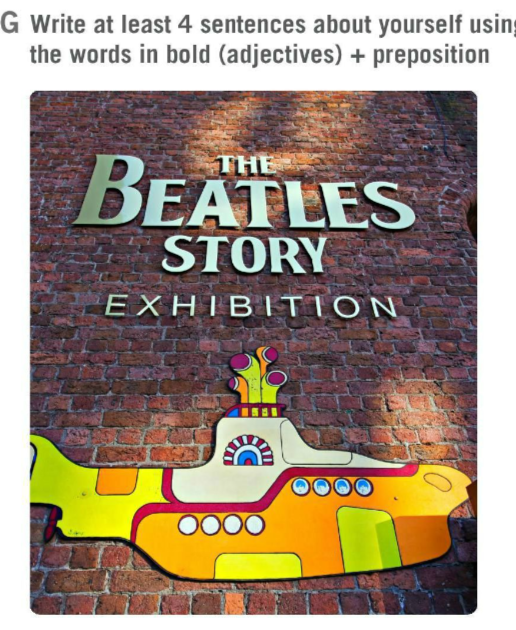 G Write at least 4 sentences about yourself using
the words in bold (adjectives) + preposition
THE
BEATLES
STORY
EXHIBITION